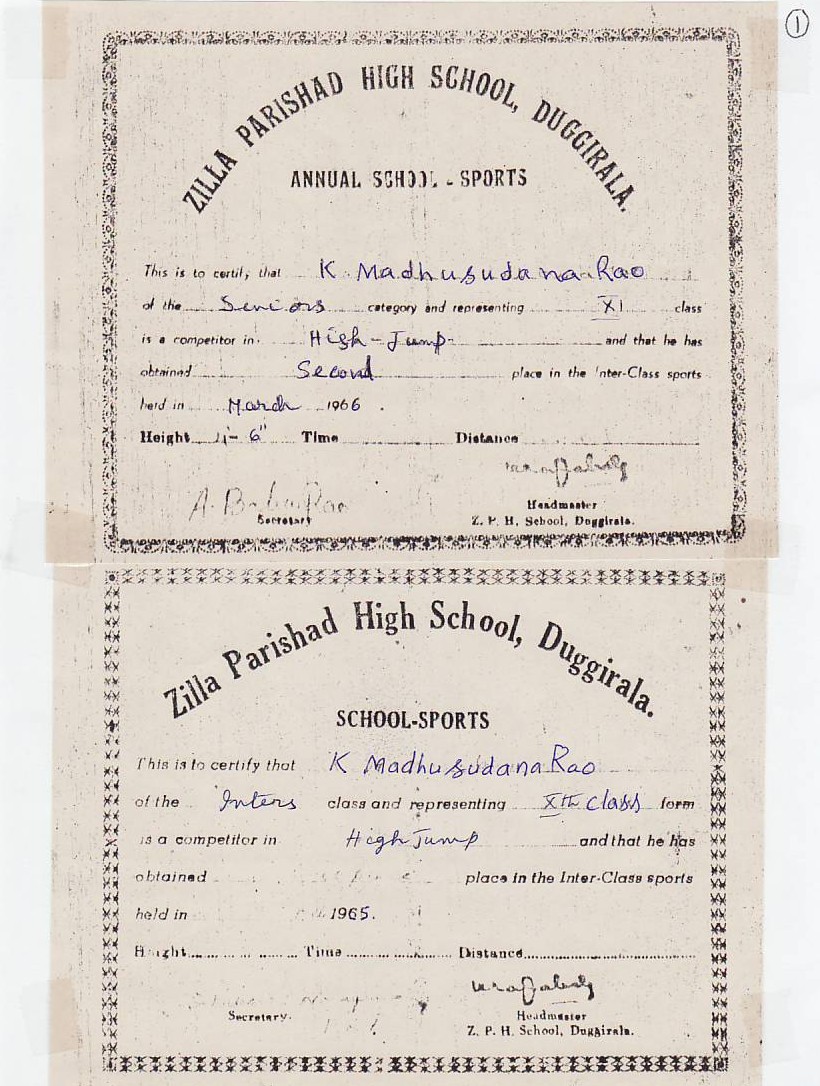 1
ZILLA PARISHAD HIGH SCHOOL, DUGGIRALA.
ANNUAL SCHOOL - SPORTS
This is to certify that K Madhusudana Rao
of the Seniors category and representing XI class
is a competitor in High-Jump and that he has
obtained Second place in the Inter-Class sports
held in March 1966.
Height 4'-6" Time Distance
A. Babu Rao
Secretary
Headmaster
Z. P. H. School, Duggirala.
Zilla Parishad High School, Duggirala.
SCHOOL-SPORTS
This is to certify that K Madhusudana Rao
of the Inters class and representing Xth class form
is a competitor in High Jump and that he has
obtained place in the Inter-Class sports
held in 1965.
Height Time Distance
Secretary.
Headmaster
Z. P. H. School, Duggirala.